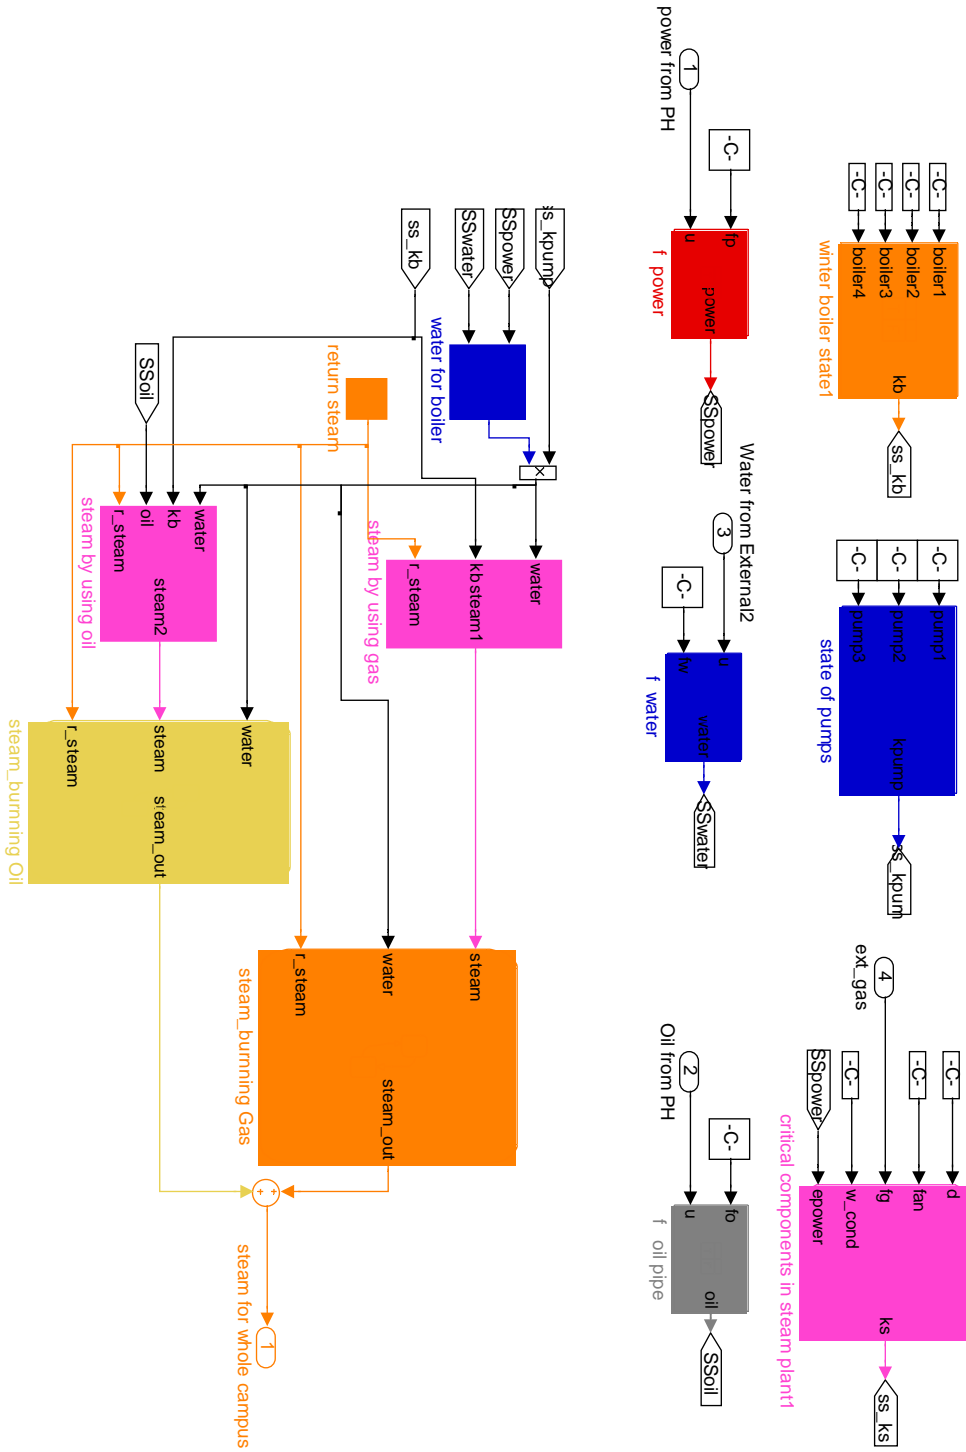 -C-
-C-
-C-
-C-
boiler1
boiler2
boiler3
boiler4
kb
winter boiler state1
ss_kb
-C-
-C-
-C-
pump1
pump2
pump3
kpump
state of pumps
ss_kpum
4
ext_gas
-C-
-C-
-C-
SSpower
d
fan
fg
w_cond
epower
ks
critical components in steam plant1
ss_ks
1
power from PH
-C-
fp
u
power
f power
SSpower
Water from External2
3
-C-
u
fw
water
f water
SSwater
Oil from PH
2
-C-
fo
u
oil
f oil pipe
SSoil
ss_kpump
SSpower
SSwater
ss_kb
water for boiler
×
return steam
SSoil
water
kb
r_steam
steam1
steam by using gas
water
kb
oil
r_steam
steam2
steam by using oil
water
steam
r_steam
steam_out
steam_burnning Oil
steam
water
r_steam
steam_out
steam_burnning Gas
+
+
1
steam for whole campus